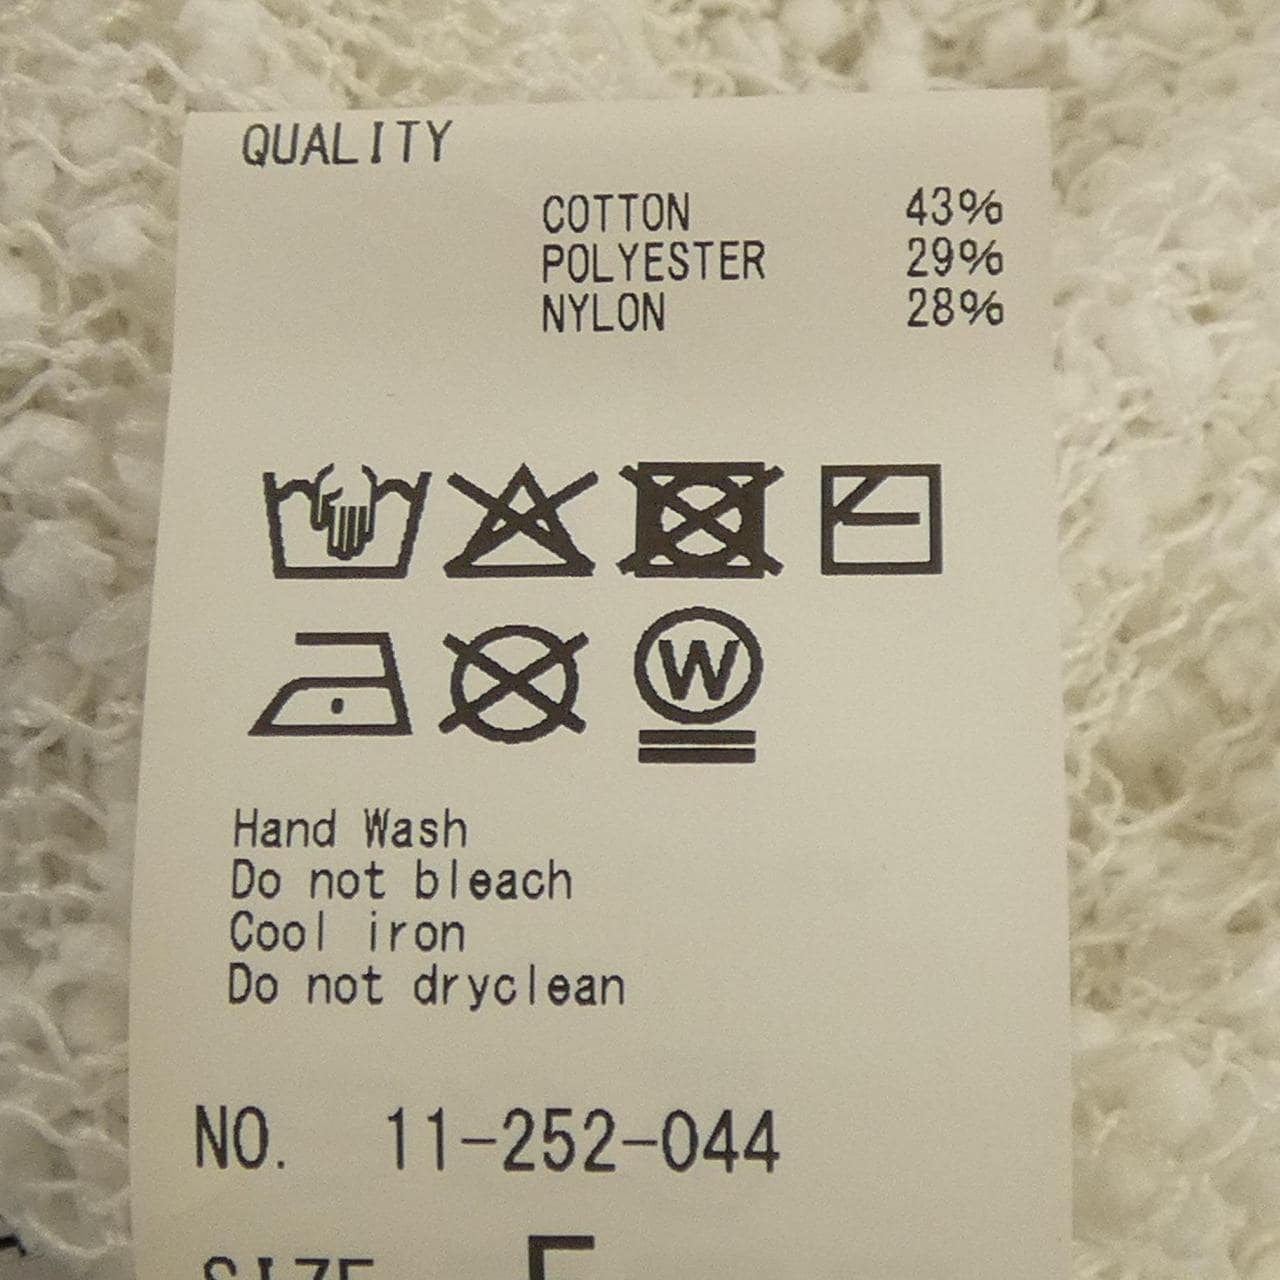 QUALITY
COTTON 43%
POLYESTER 29%
NYLON 28%
W
Hand Wash
Do not bleach
Cool iron
Do not dryclean
NO. 11-252-044
SIZE F